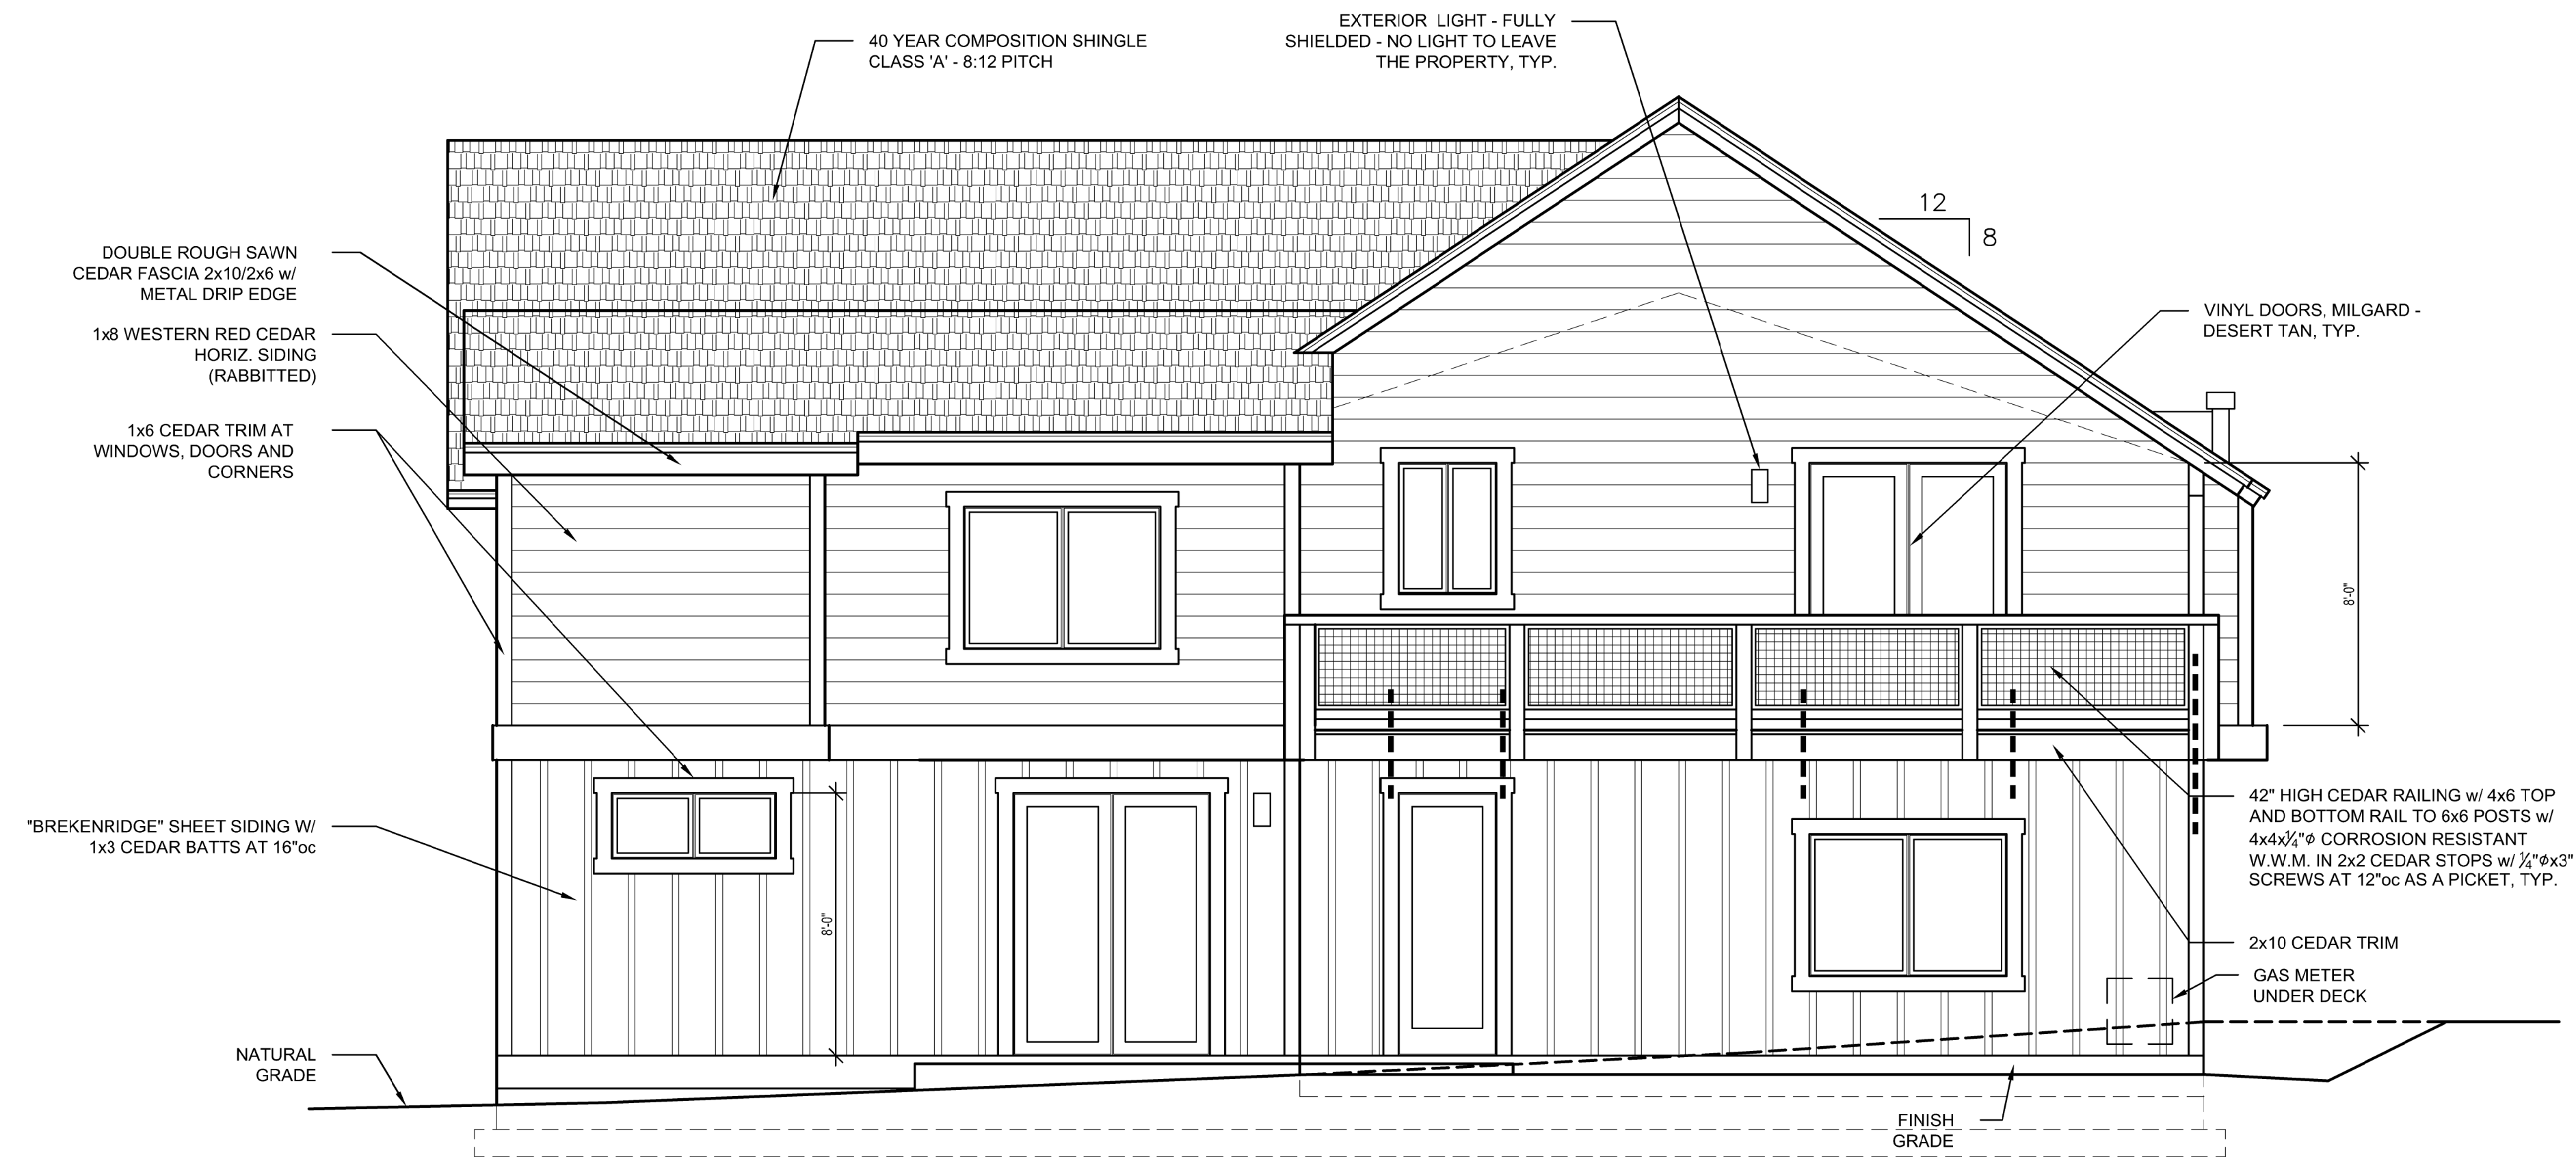 40 YEAR COMPOSITION SHINGLE
CLASS 'A' - 8:12 PITCH
EXTERIOR LIGHT - FULLY
SHIELDED - NO LIGHT TO LEAVE
THE PROPERTY, TYP.
12
8
DOUBLE ROUGH SAWN
CEDAR FASCIA 2x10/2x6 w/
METAL DRIP EDGE
1x8 WESTERN RED CEDAR
HORIZ. SIDING
(RABBITTED)
1x6 CEDAR TRIM AT
WINDOWS, DOORS AND
CORNERS
"BREKENRIDGE" SHEET SIDING W/
1x3 CEDAR BATTS AT 16"oc
NATURAL
GRADE
8'-0"
VINYL DOORS, MILGARD -
DESERT TAN, TYP.
8'-0"
42" HIGH CEDAR RAILING w/ 4x6 TOP
AND BOTTOM RAIL TO 6x6 POSTS w/
4x4x¼"ø CORROSION RESISTANT
W.W.M. IN 2x2 CEDAR STOPS w/ ¼"øx3"
SCREWS AT 12"oc AS A PICKET, TYP.
2x10 CEDAR TRIM
GAS METER
UNDER DECK
FINISH
GRADE